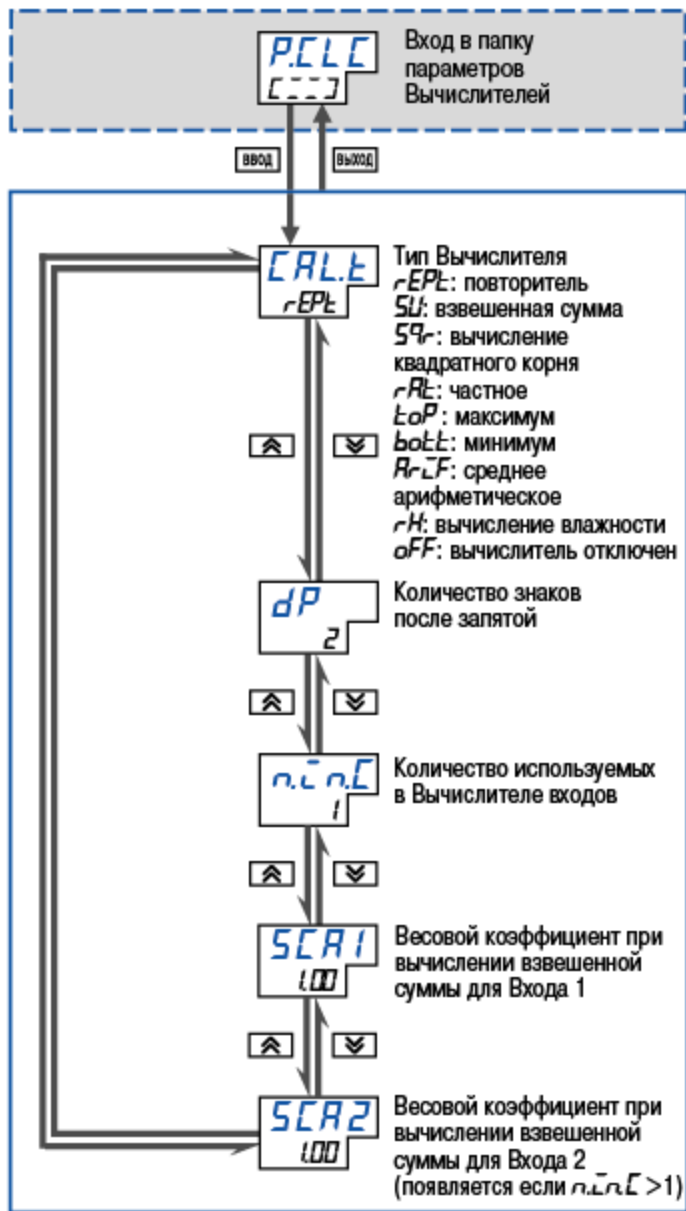 P.CLC
[---]
Вход в папку
параметров
Вычислителей
ВВОД
ВЫХОД
CAL.t
rEPt
Тип Вычислителя
rEPt: повторитель
SU: взвешенная сумма
Sqr: вычисление
квадратного корня
rAt: частное
toP : максимум
bott: минимум
AriF: среднее
арифметическое
rH: вычисление влажности
oFF: вычислитель отключен
dP
2
Количество знаков
после запятой
n.in.C
1
Количество используемых
в Вычислителе входов
SCA1
1.00
Весовой коэффициент при
вычислении взвешенной
суммы для Входа 1
SCA2
1.00
Весовой коэффициент при
вычислении взвешенной
суммы для Входа 2
(появляется если n.in.C >1)